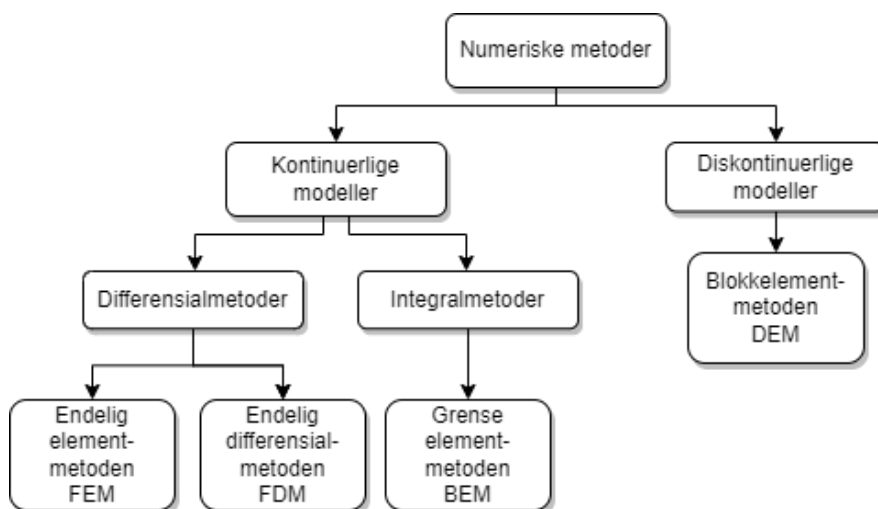 Numeriske metoder
Kontinuerlige
modeller
Diskontinuerlige
modeller
Differensialmetoder
Integralmetoder
Blokkelement-
metoden
DEM
Endelig
element-
metoden
FEM
Endelig
differensial-
metoden
FDM
Grense
element-
metoden
BEM